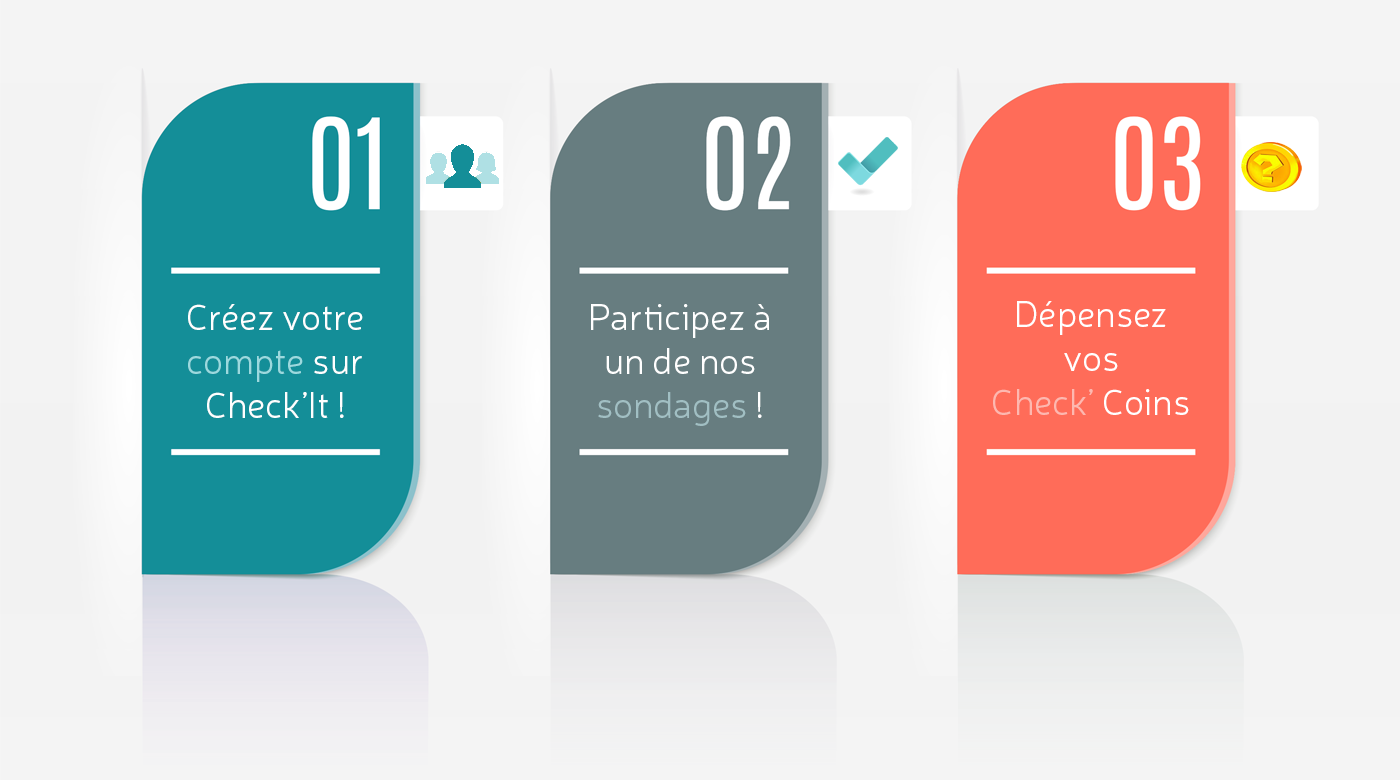 01
Créez votre
compte sur
Check'It !
02
Participez à
un de nos
sondages !
03
Dépensez
vos
Check' Coins